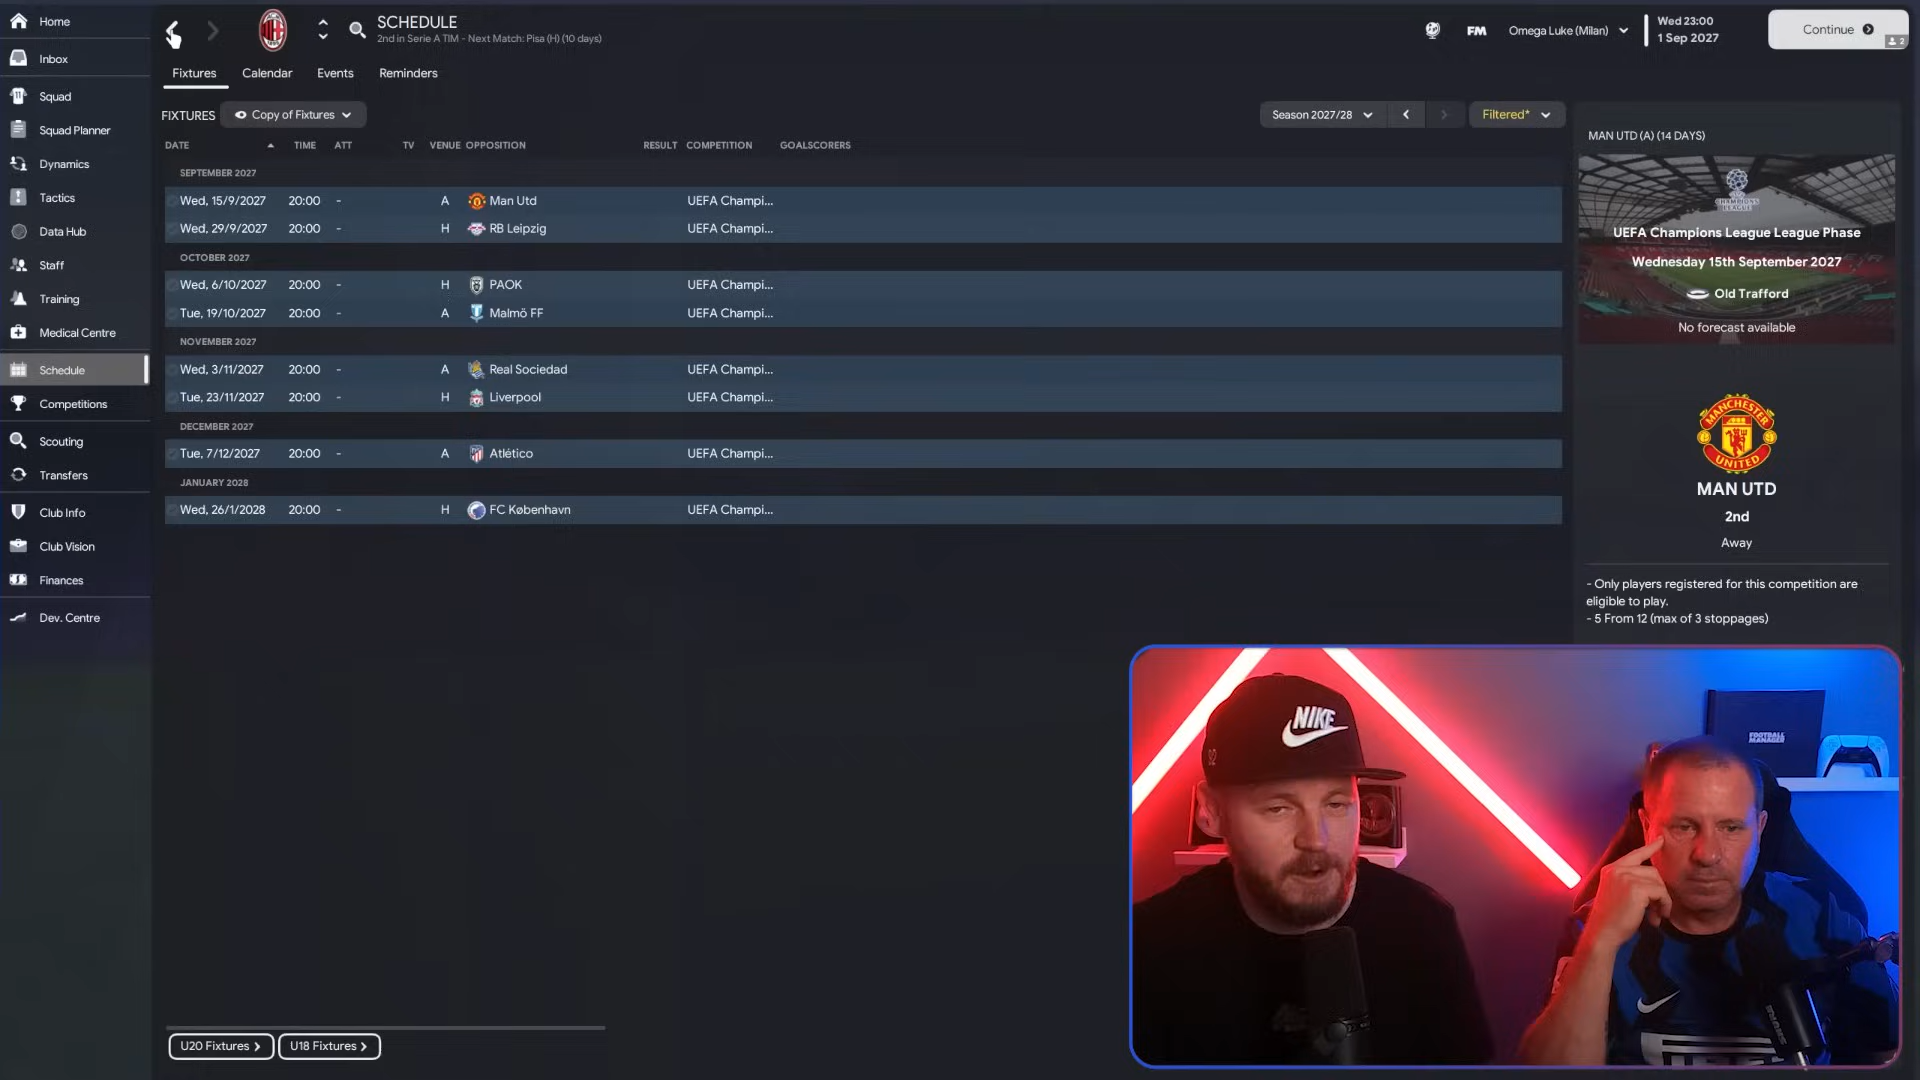 Home
Inbox
Squad
Squad Planner
Dynamics
Tactics
Data Hub
Staff
Training
Medical Centre
Schedule
Competitions
Scouting
Transfers
Club Info
Club Vision
Finances
Dev. Centre
SCHEDULE
2nd in Serie A TIM - Next Match: Pisa (H) (10 days)
FM
Omega Luke (Milan)
Wed 23:00
1 Sep 2027
Continue
2
Fixtures Calendar Events Reminders
FIXTURES Copy of Fixtures Season 2027/28 Filtered*
DATE TIME ATT TV VENUE OPPOSITION RESULT COMPETITION GOALSCORERS
SEPTEMBER 2027
Wed, 15/9/2027 20:00 - A Man Utd UEFA Champi...
Wed, 29/9/2027 20:00 - H RB Leipzig UEFA Champi...
OCTOBER 2027
Wed, 6/10/2027 20:00 - H PAOK UEFA Champi...
Tue, 19/10/2027 20:00 - A Malmö FF UEFA Champi...
NOVEMBER 2027
Wed, 3/11/2027 20:00 - A Real Sociedad UEFA Champi...
Tue, 23/11/2027 20:00 - H Liverpool UEFA Champi...
DECEMBER 2027
Tue, 7/12/2027 20:00 - A Atlético UEFA Champi...
JANUARY 2028
Wed, 26/1/2028 20:00 - H FC København UEFA Champi...
U20 Fixtures U18 Fixtures
MAN UTD (A) (14 DAYS)
CHAMPIONS
LEAGUE
UEFA Champions League League Phase
Wednesday 15th September 2027
Old Trafford
No forecast available
MANCHESTER
UNITED
MAN UTD
2nd
Away
- Only players registered for this competition are
eligible to play.
- 5 From 12 (max of 3 stoppages)
NIKE
FOOTBALL
MANAGER
SHURE